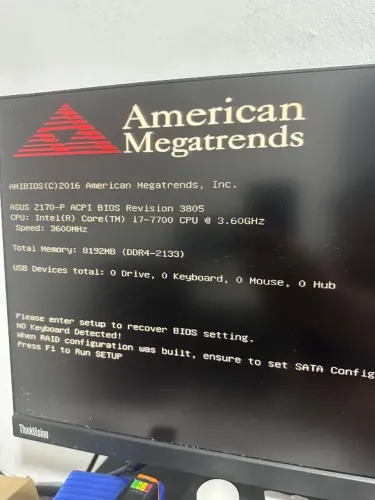 American
Megatrends
AMIBIOS(C)2016 American Megatrends, Inc.
ASUS Z170-P ACPI BIOS Revision 3805
CPU: Intel(R) Core(TM) i7-7700 CPU @ 3.60GHz
Speed: 3600MHz
Total Memory: 8192MB (DDR4-2133)
USB Devices total: 0 Drive, 0 Keyboard, 0 Mouse, 0 Hub
Please enter setup to recover BIOS setting.
NO Keyboard Detected!
When RAID configuration was built, ensure to set SATA Config
Press F1 to Run SETUP
ThinkVision